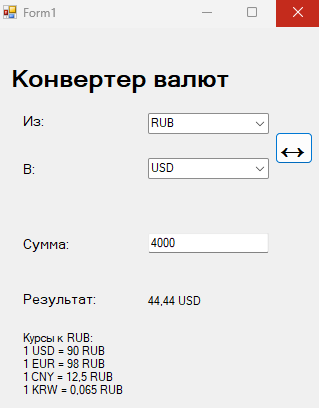 Form1
Конвертер валют
Из:
RUB
В:
USD
Сумма:
4000
Результат:
44,44 USD
Курсы к RUB:
1 USD = 90 RUB
1 EUR = 98 RUB
1 CNY = 12,5 RUB
1 KRW = 0,065 RUB